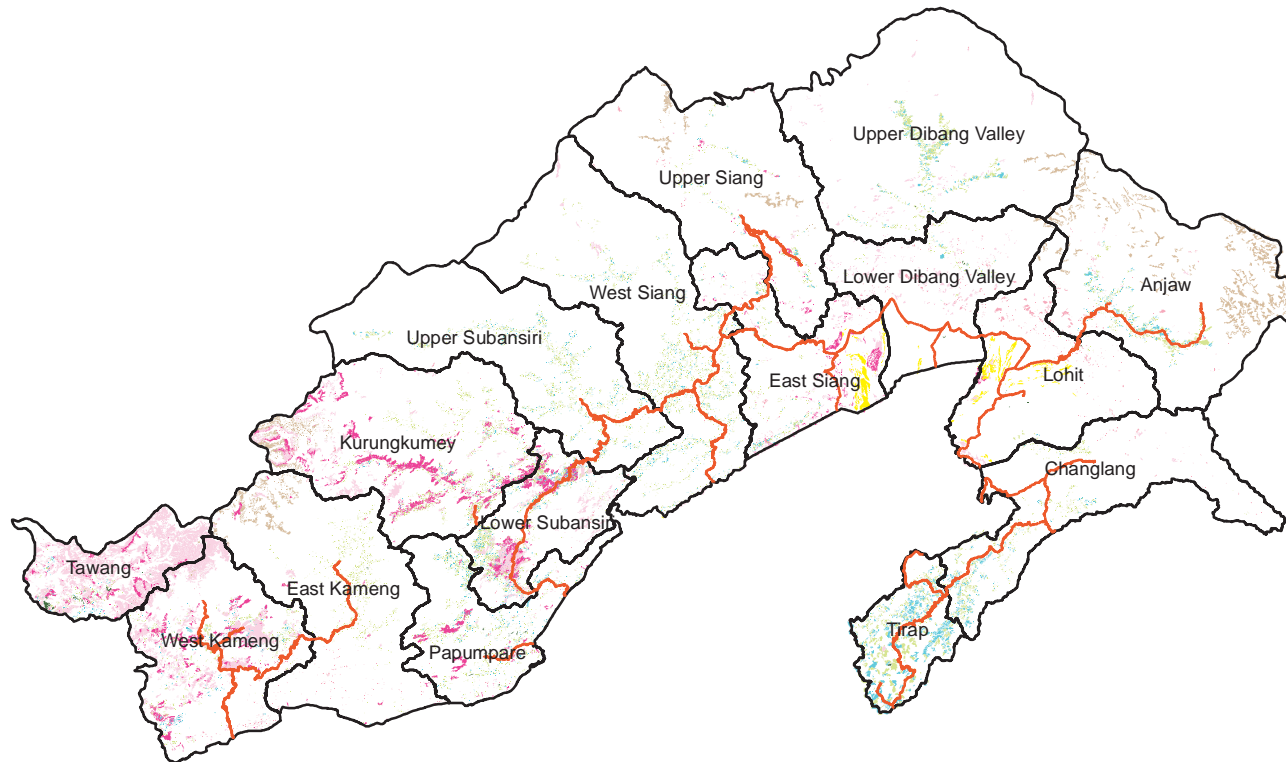 Upper Dibang Valley
Upper Siang
Lower Dibang Valley
Anjaw
West Siang
Upper Subansiri
East Siang
Lohit
Kurungkumey
Changlang
Lower Subansiri
Tawang
East Kameng
Tirap
West Kameng
Papumpare